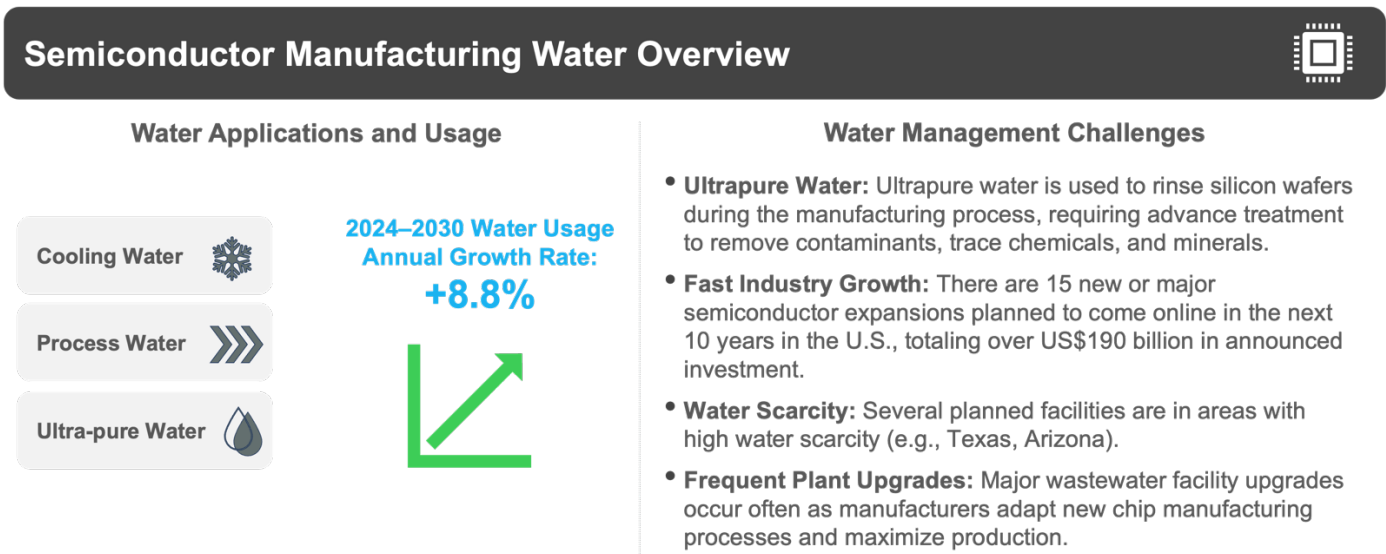 Semiconductor Manufacturing Water Overview
Water Applications and Usage
Cooling Water
Process Water
Ultra-pure Water
2024–2030 Water Usage
Annual Growth Rate:
+8.8%
Water Management Challenges
• Ultrapure Water: Ultrapure water is used to rinse silicon wafers
during the manufacturing process, requiring advance treatment
to remove contaminants, trace chemicals, and minerals.
• Fast Industry Growth: There are 15 new or major
semiconductor expansions planned to come online in the next
10 years in the U.S., totaling over US$190 billion in announced
investment.
• Water Scarcity: Several planned facilities are in areas with
high water scarcity (e.g., Texas, Arizona).
• Frequent Plant Upgrades: Major wastewater facility upgrades
occur often as manufacturers adapt new chip manufacturing
processes and maximize production.